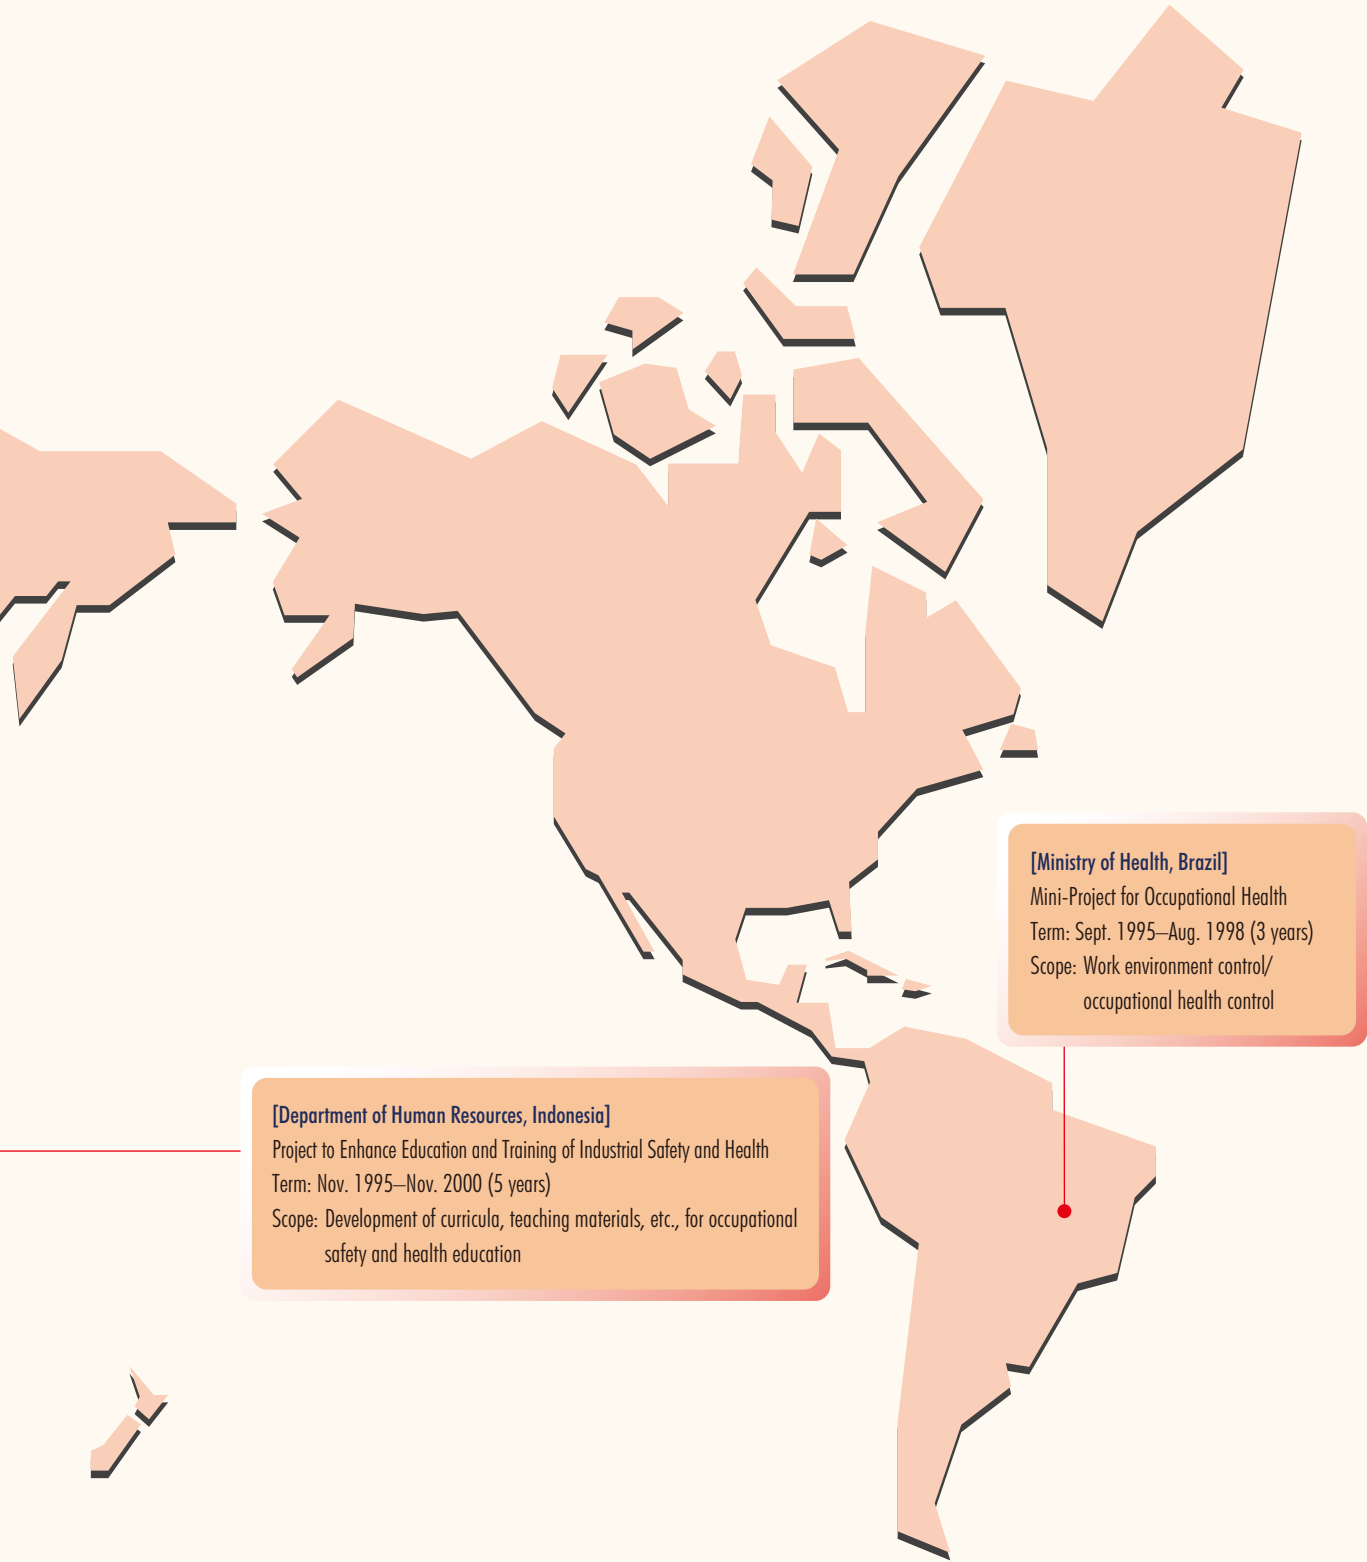 [Ministry of Health, Brazil]
Mini-Project for Occupational Health
Term: Sept. 1995–Aug. 1998 (3 years)
Scope: Work environment control/
occupational health control
[Department of Human Resources, Indonesia]
Project to Enhance Education and Training of Industrial Safety and Health
Term: Nov. 1995–Nov. 2000 (5 years)
Scope: Development of curricula, teaching materials, etc., for occupational
safety and health education